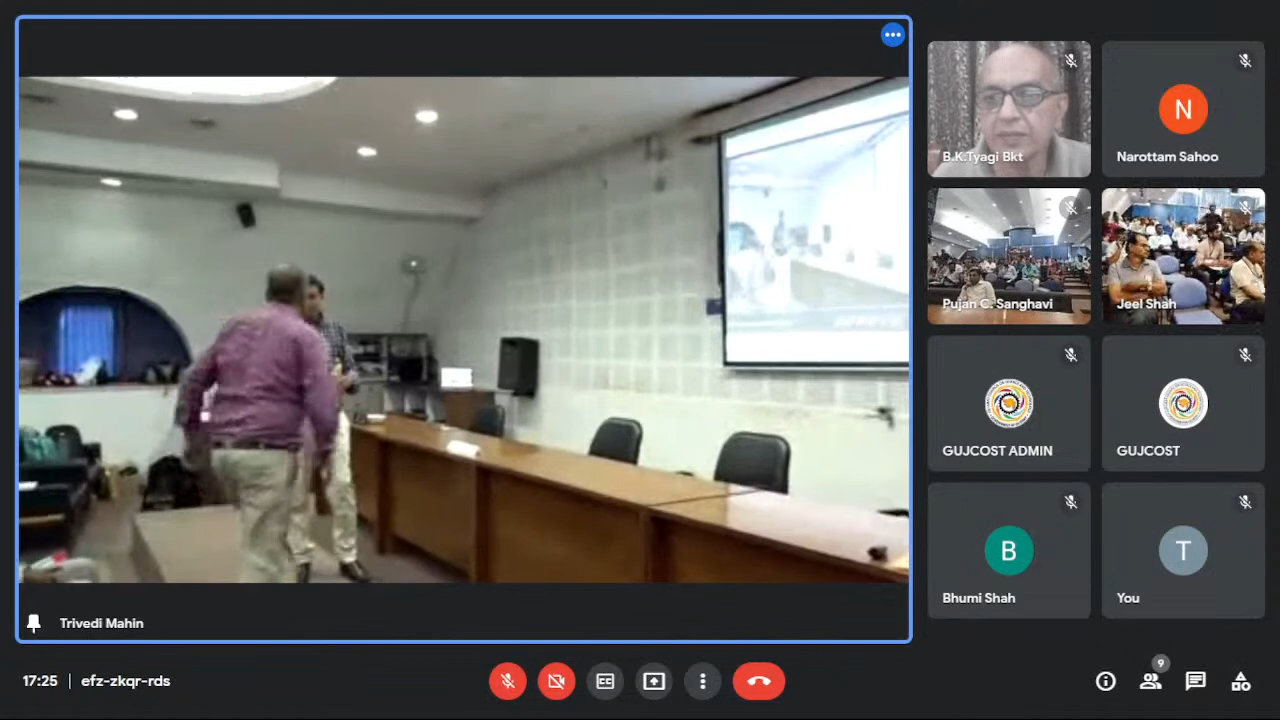 B.K.Tyagi Bkt
N
Narottam Sahoo
Pujan C. Sanghavi
Jeel Shah
GUJCOST ADMIN
GUJCOST
B
Bhumi Shah
T
You
Trivedi Mahin
17:25 | efz-zkqr-rds
CC
9